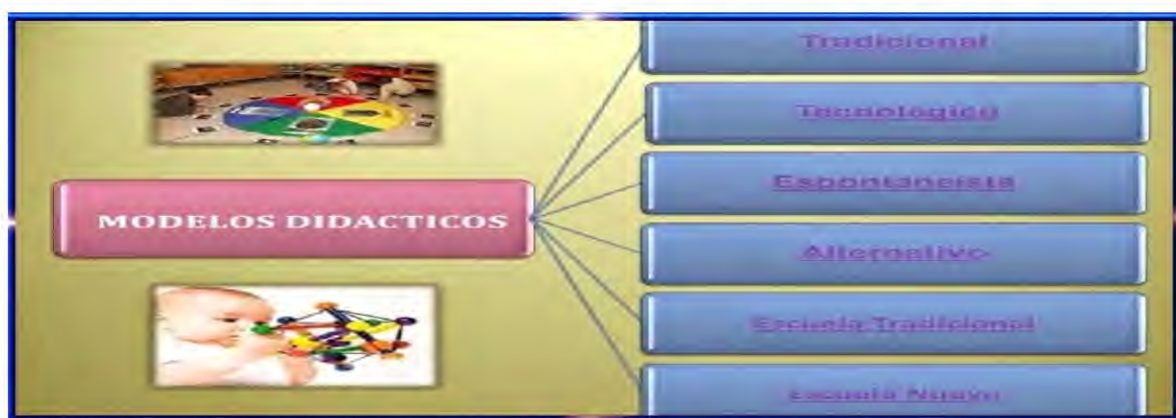 MODELOS DIDACTICOS
Tradicional
Tecnologico
Espontaneista
Alternativo
Escuela Tradicional
Escuela Nueva